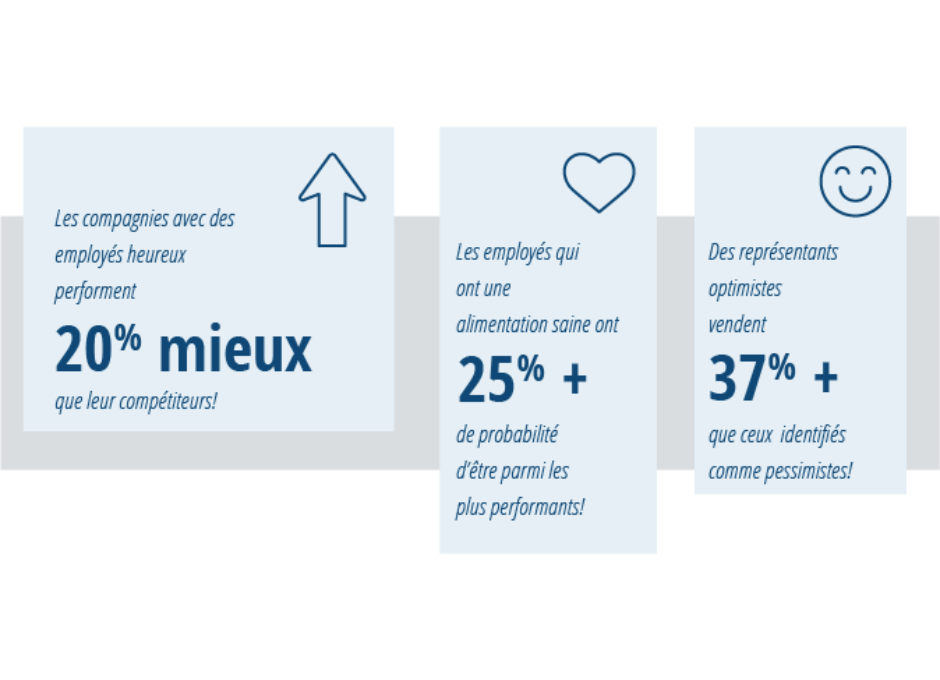 Les compagnies avec des
employés heureux
performent
20% mieux
que leur compétiteurs!
Les employés qui
ont une
alimentation saine ont
25% +
de probabilité
d'être parmi les
plus performants!
Des représentants
optimistes
vendent
37% +
que ceux identifiés
comme pessimistes!